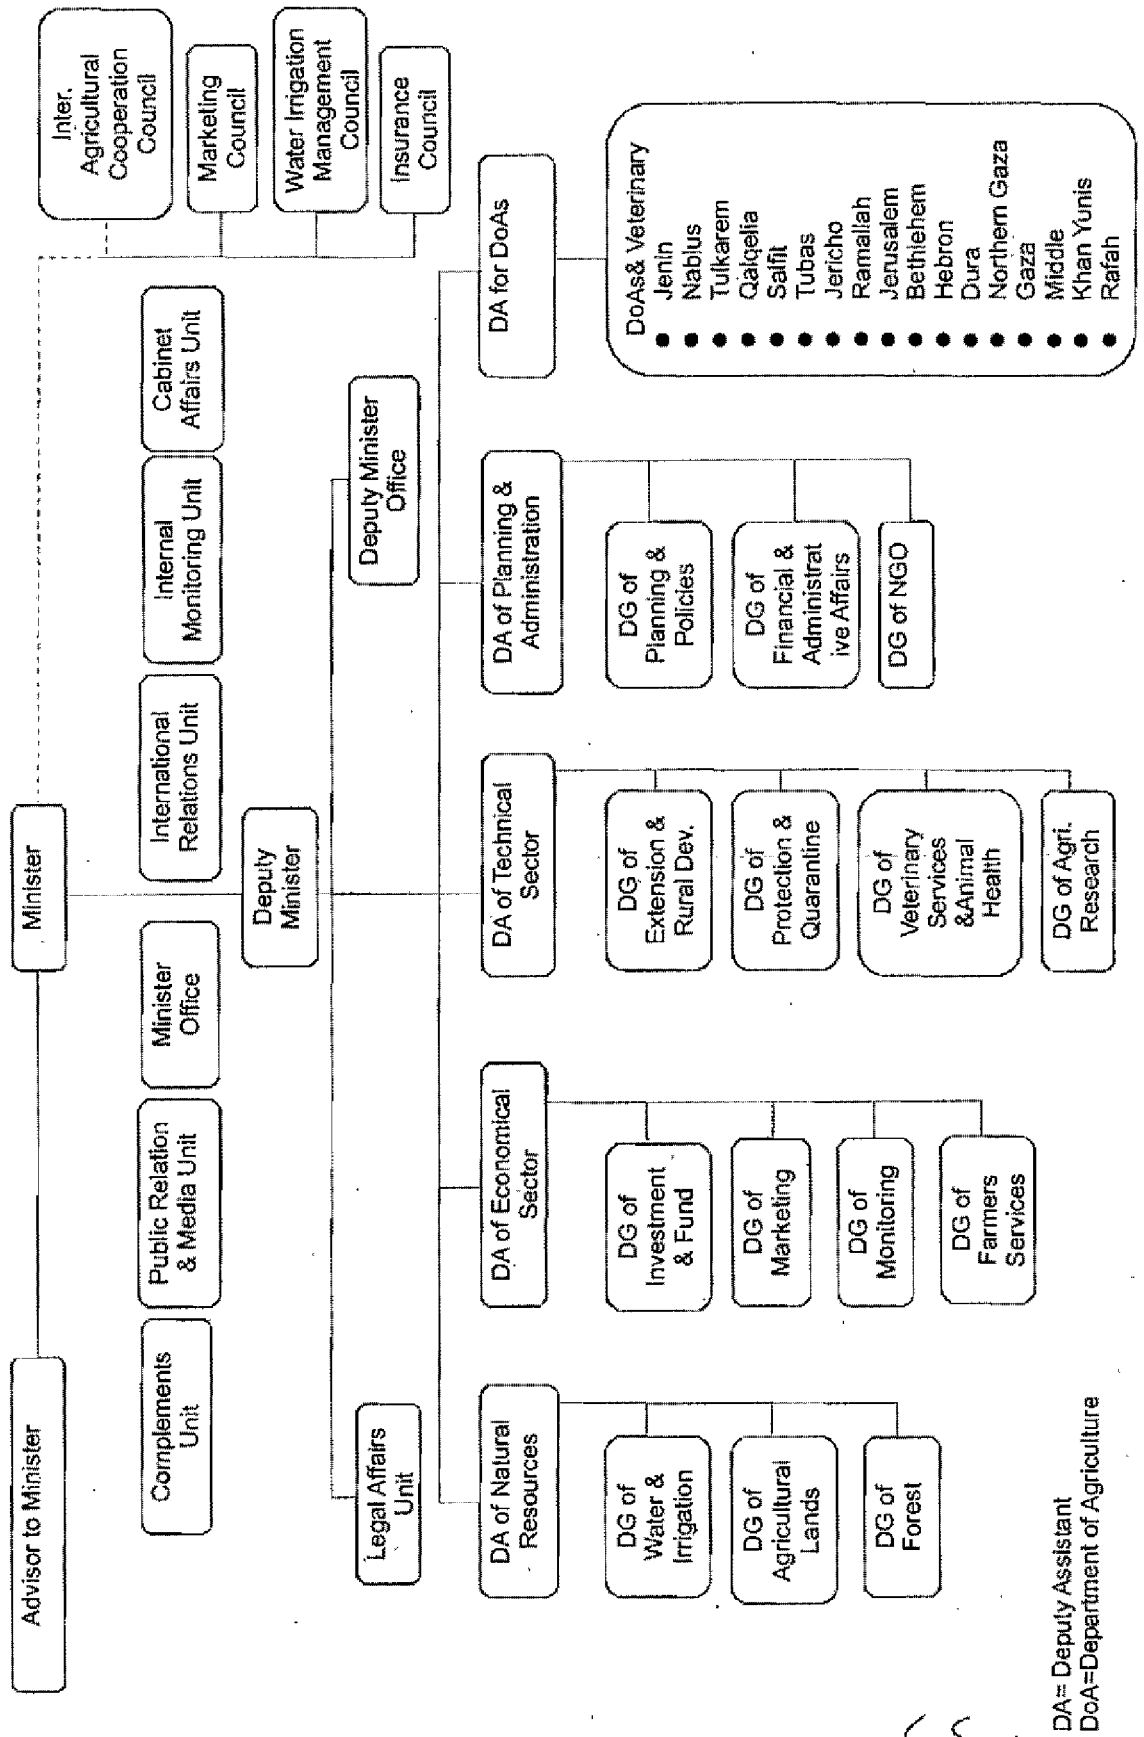 Advisor to Minister
Minister
Inter.
Agricultural
Cooperation
Council
Marketing
Council
Water Irrigation
Management
Council
Insurance
Council
Complements
Unit
Public Relation
& Media Unit
Minister
Office
International
Relations Unit
Internal
Monitoring Unit
Cabinet
Affairs Unit
Deputy
Minister
Legal Affairs
Unit
Deputy Minister
Office
DA of Natural
Resources
DG of
Water &
Irrigation
DG of
Agricultural
Lands
DG of
Forest
DA of Economical
Sector
DG of
Investment
& Fund
DG of
Marketing
DG of
Monitoring
DG of
Farmers
Services
DA of Technical
Sector
DG of
Extension &
Rural Dev.
DG of
Protection &
Quarantine
DG of
Veterinary
Services
&Animal
Health
DG of Agri.
Research
DA of Planning &
Administration
DG of
Planning &
Policies
DG of
Financial &
Administrat
ive Affairs
DG of NGO
DA for DoAs
DoAs& Veterinary
● Jenin
● Nablus
● Tulkarem
● Qalqelia
● Salfit
● Tubas
● Jericho
● Ramallah
● Jerusalem
● Bethlehem
● Hebron
● Dura
● Northern Gaza
● Gaza
● Middle
● Khan Yunis
● Rafah
DA= Deputy Assistant
DoA=Department of Agriculture